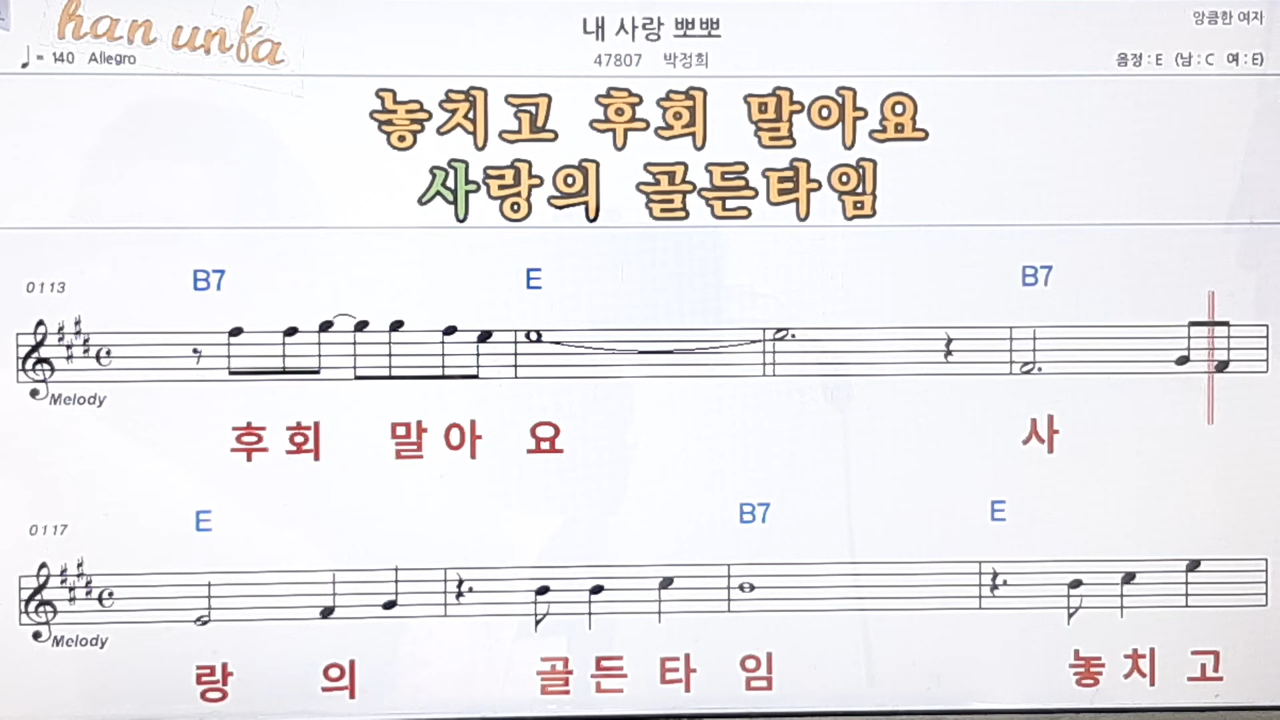 han unfa
내 사랑 뽀뽀
앙큼한 여자
♩= 140 Allegro
47807 박정희
음정 : E (남 : C 여 : E)
놓치고 후회 말아요
사랑의 골든타임
0113 B7 E B7
Melody
후 회 말 아 요 사
0117 E B7 E
Melody
랑 의 골 든 타 임 놓 치 고